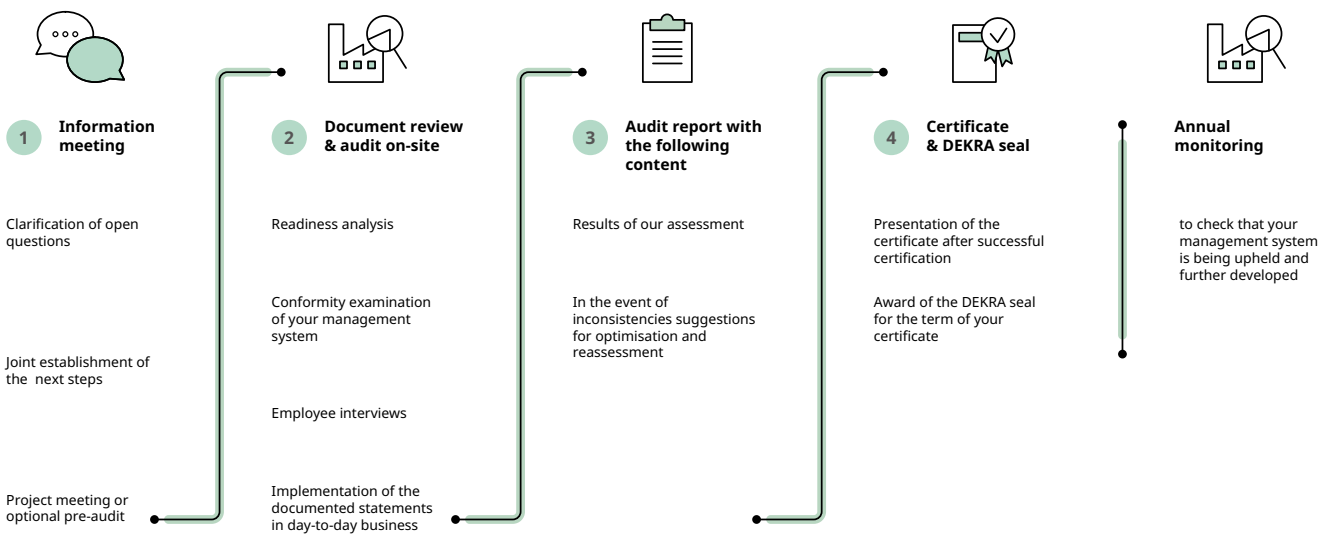 1
Information
meeting
Clarification of open
questions
Joint establishment of
the next steps
Project meeting or
optional pre-audit
2
Document review
& audit on-site
Readiness analysis
Conformity examination
of your management
system
Employee interviews
Implementation of the
documented statements
in day-to-day business
3
Audit report with
the following
content
Results of our assessment
In the event of
inconsistencies suggestions
for optimisation and
reassessment
4
Certificate
& DEKRA seal
Presentation of the
certificate after successful
certification
Award of the DEKRA seal
for the term of your
certificate
Annual
monitoring
to check that your
management system
is being upheld and
further developed